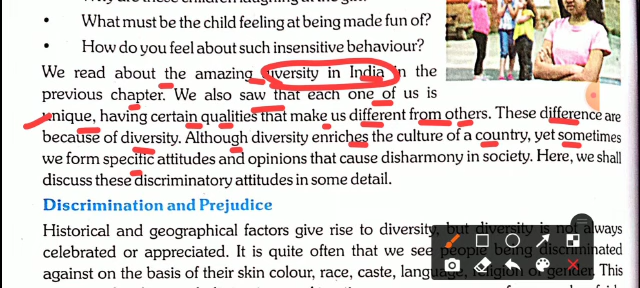 • What must the child feeling at being made fun of?
• How do you feel about such insensitive behaviour?
We read about the amazing diversity in India in the
previous chapter. We also saw that each one of us is
unique, having certain qualities that make us different from others. These difference are
because of diversity. Although diversity enriches the culture of a country, yet sometimes
we form specific attitudes and opinions that cause disharmony in society. Here, we shall
discuss these discriminatory attitudes in some detail.
Discrimination and Prejudice
Historical and geographical factors give rise to diversity, but diversity is not always
celebrated or appreciated. It is quite often that we see people being discriminated
against on the basis of their skin colour, race, caste, language, religion or gender. This